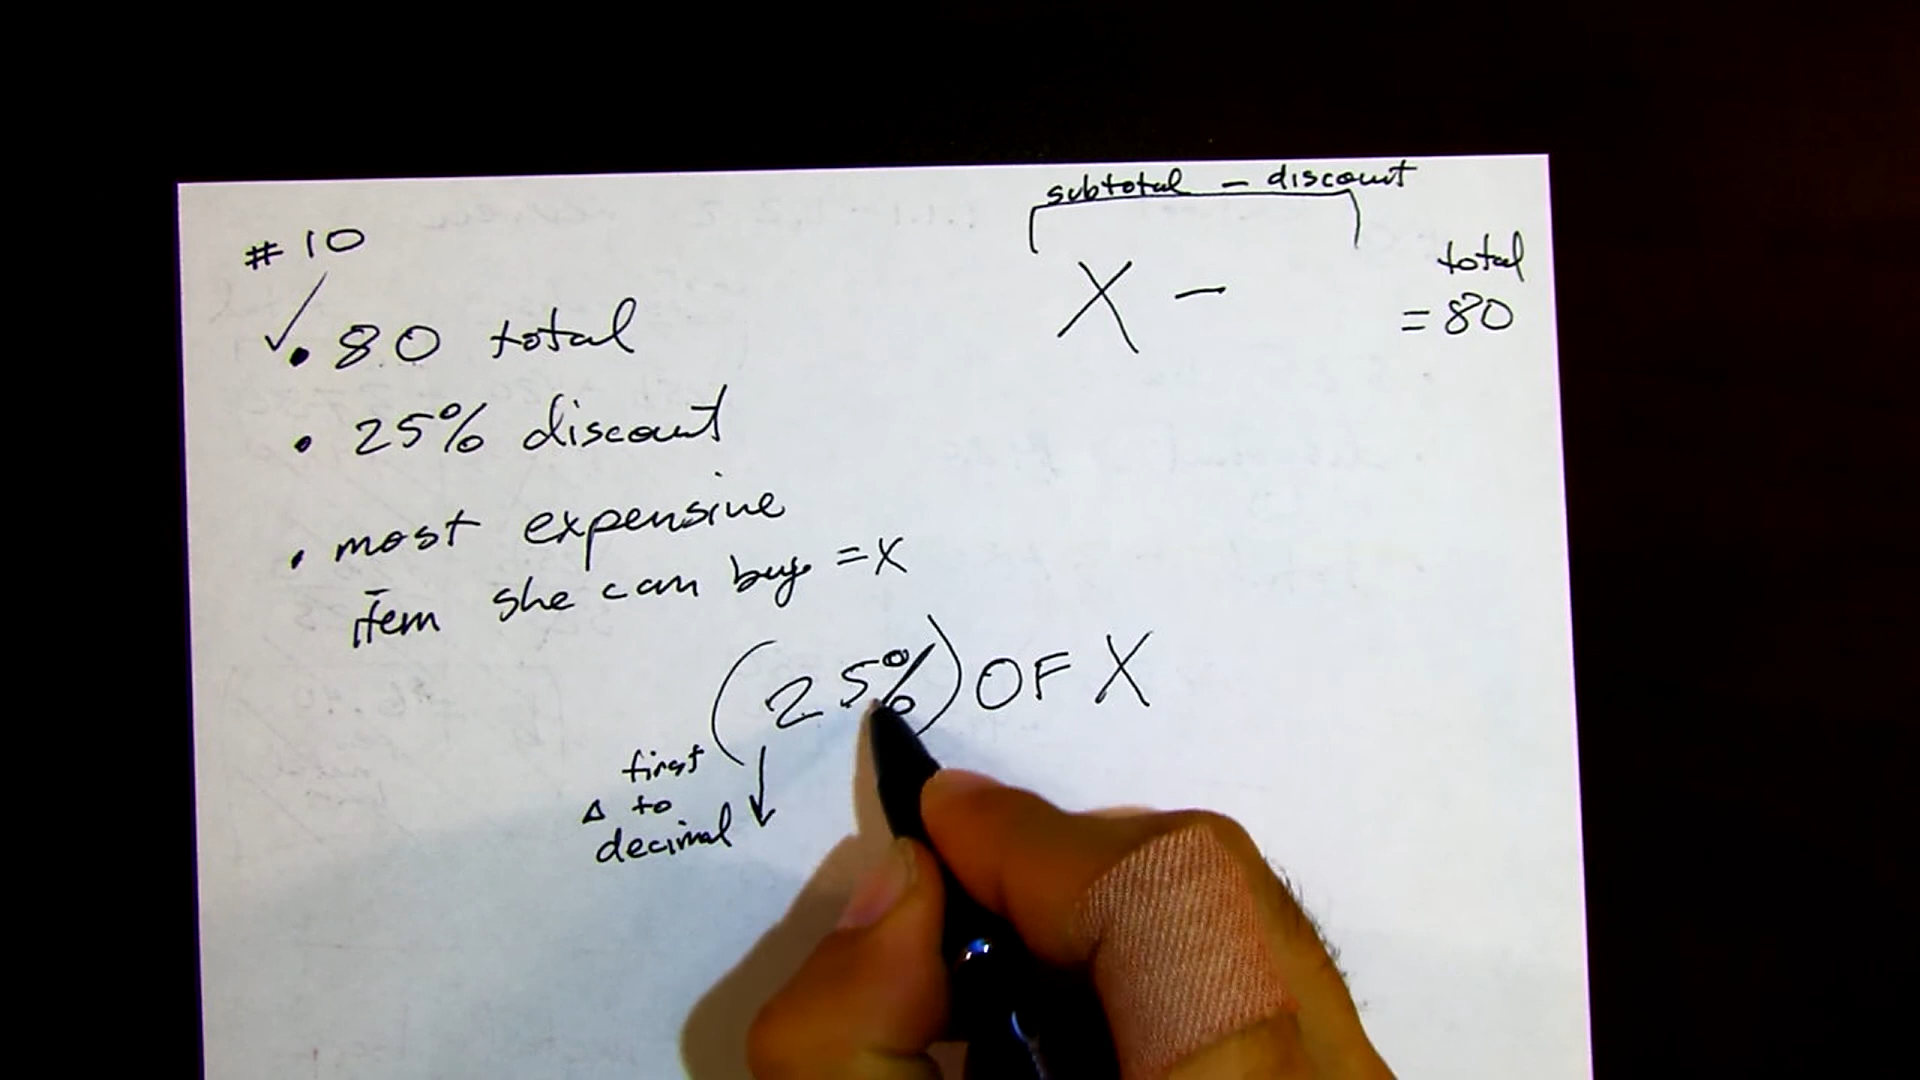 # 10
✓ • 80 total
• 25% discount
• most expensive
item she can buy = X
subtotal - discount
X -
total
= 80
(25%) OF X
first
Δ to
decimal